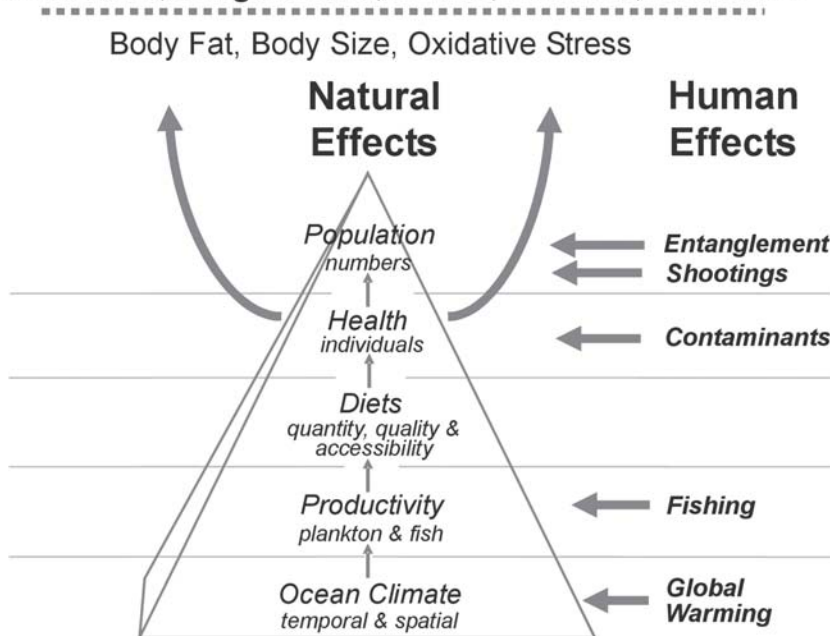 Body Fat, Body Size, Oxidative Stress
Natural
Effects
Human
Effects
Population
numbers
Entanglement
Shootings
Health
individuals
Contaminants
Diets
quantity, quality &
accessibility
Productivity
plankton & fish
Fishing
Ocean Climate
temporal & spatial
Global
Warming